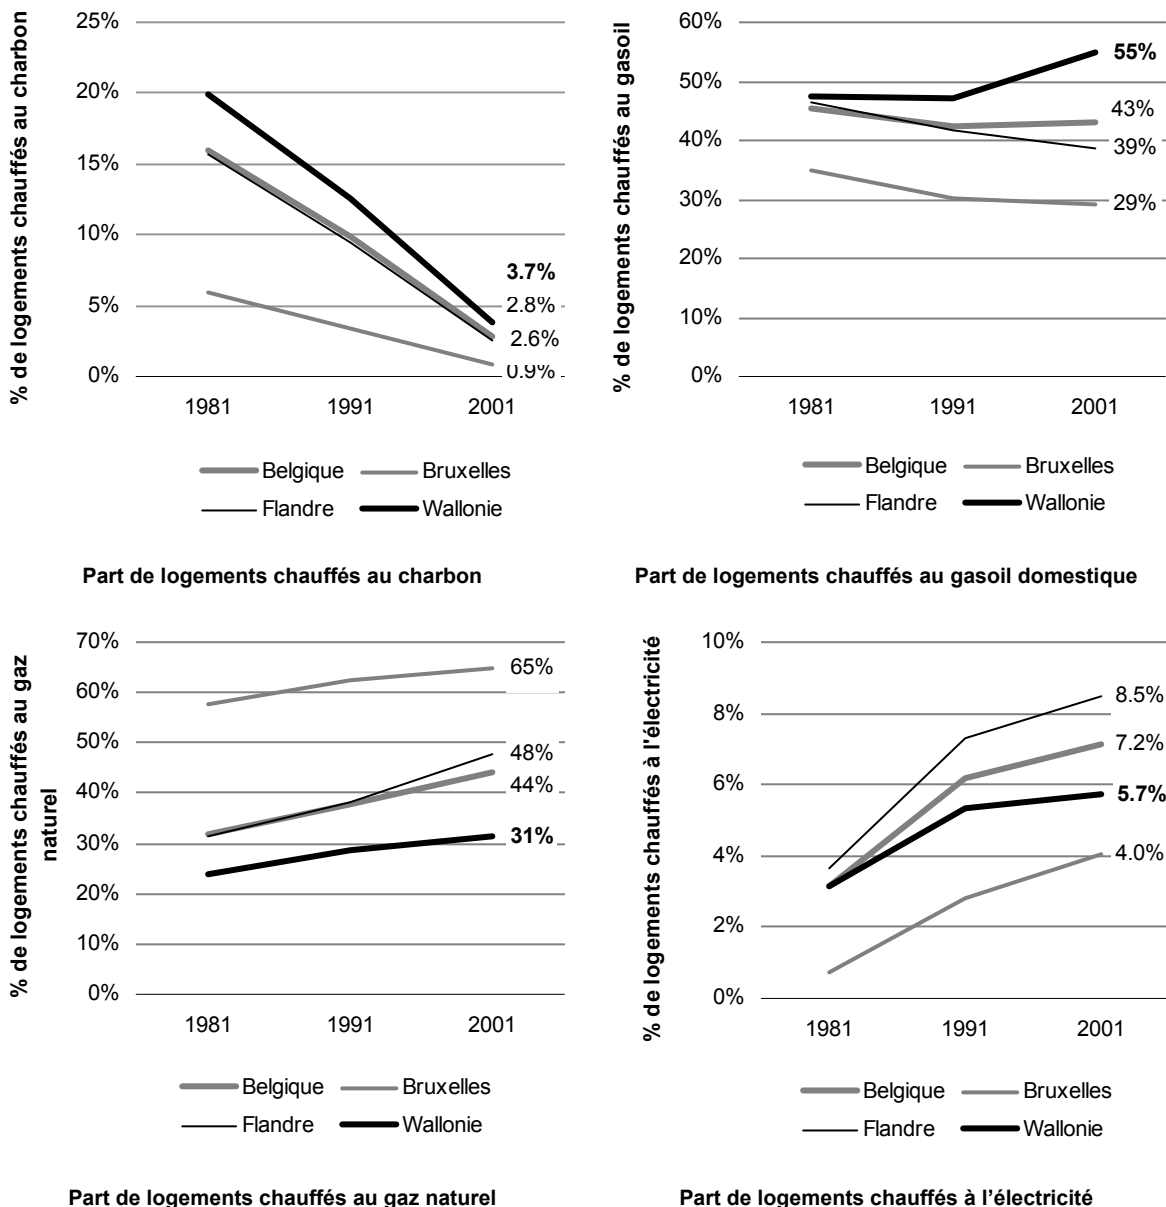 % de logements chauffés au charbon
25%
20%
15%
10%
5%
0%
3.7%
2.8%
2.6%
0.9%
1981 1991 2001
Belgique Bruxelles
Flandre Wallonie
Part de logements chauffés au charbon
% de logements chauffés au gasoil
60%
50%
40%
30%
20%
10%
0%
55%
43%
39%
29%
1981 1991 2001
Belgique Bruxelles
Flandre Wallonie
Part de logements chauffés au gasoil domestique
% de logements chauffés au gaz
naturel
70%
60%
50%
40%
30%
20%
10%
0%
65%
48%
44%
31%
1981 1991 2001
Belgique Bruxelles
Flandre Wallonie
Part de logements chauffés au gaz naturel
% de logements chauffés à l'électricité
10%
8%
6%
4%
2%
0%
8.5%
7.2%
5.7%
4.0%
1981 1991 2001
Belgique Bruxelles
Flandre Wallonie
Part de logements chauffés à l’électricité